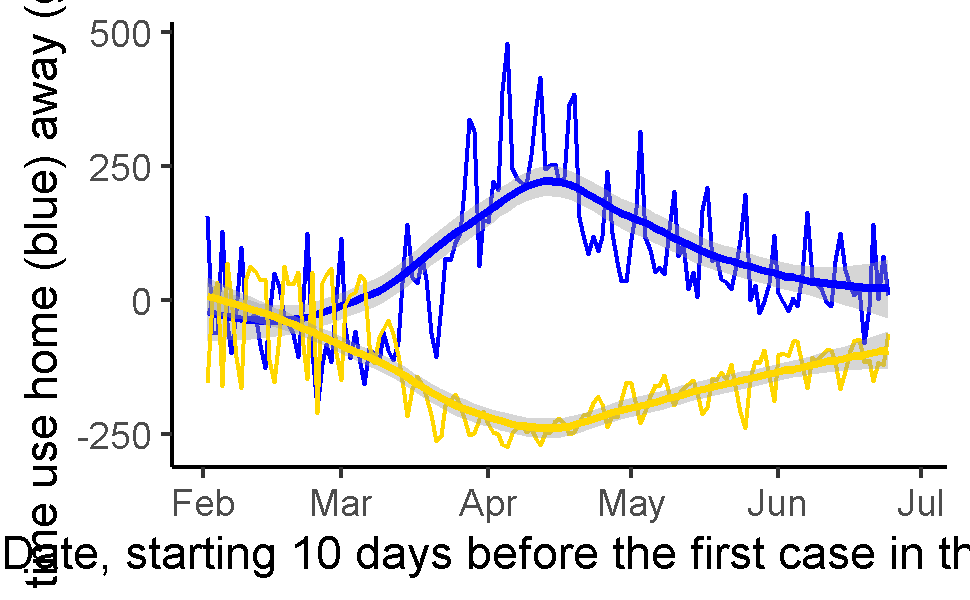 time use home (blue) away (
500
250
0
-250
Feb Mar Apr May Jun Jul
Date, starting 10 days before the first case in th